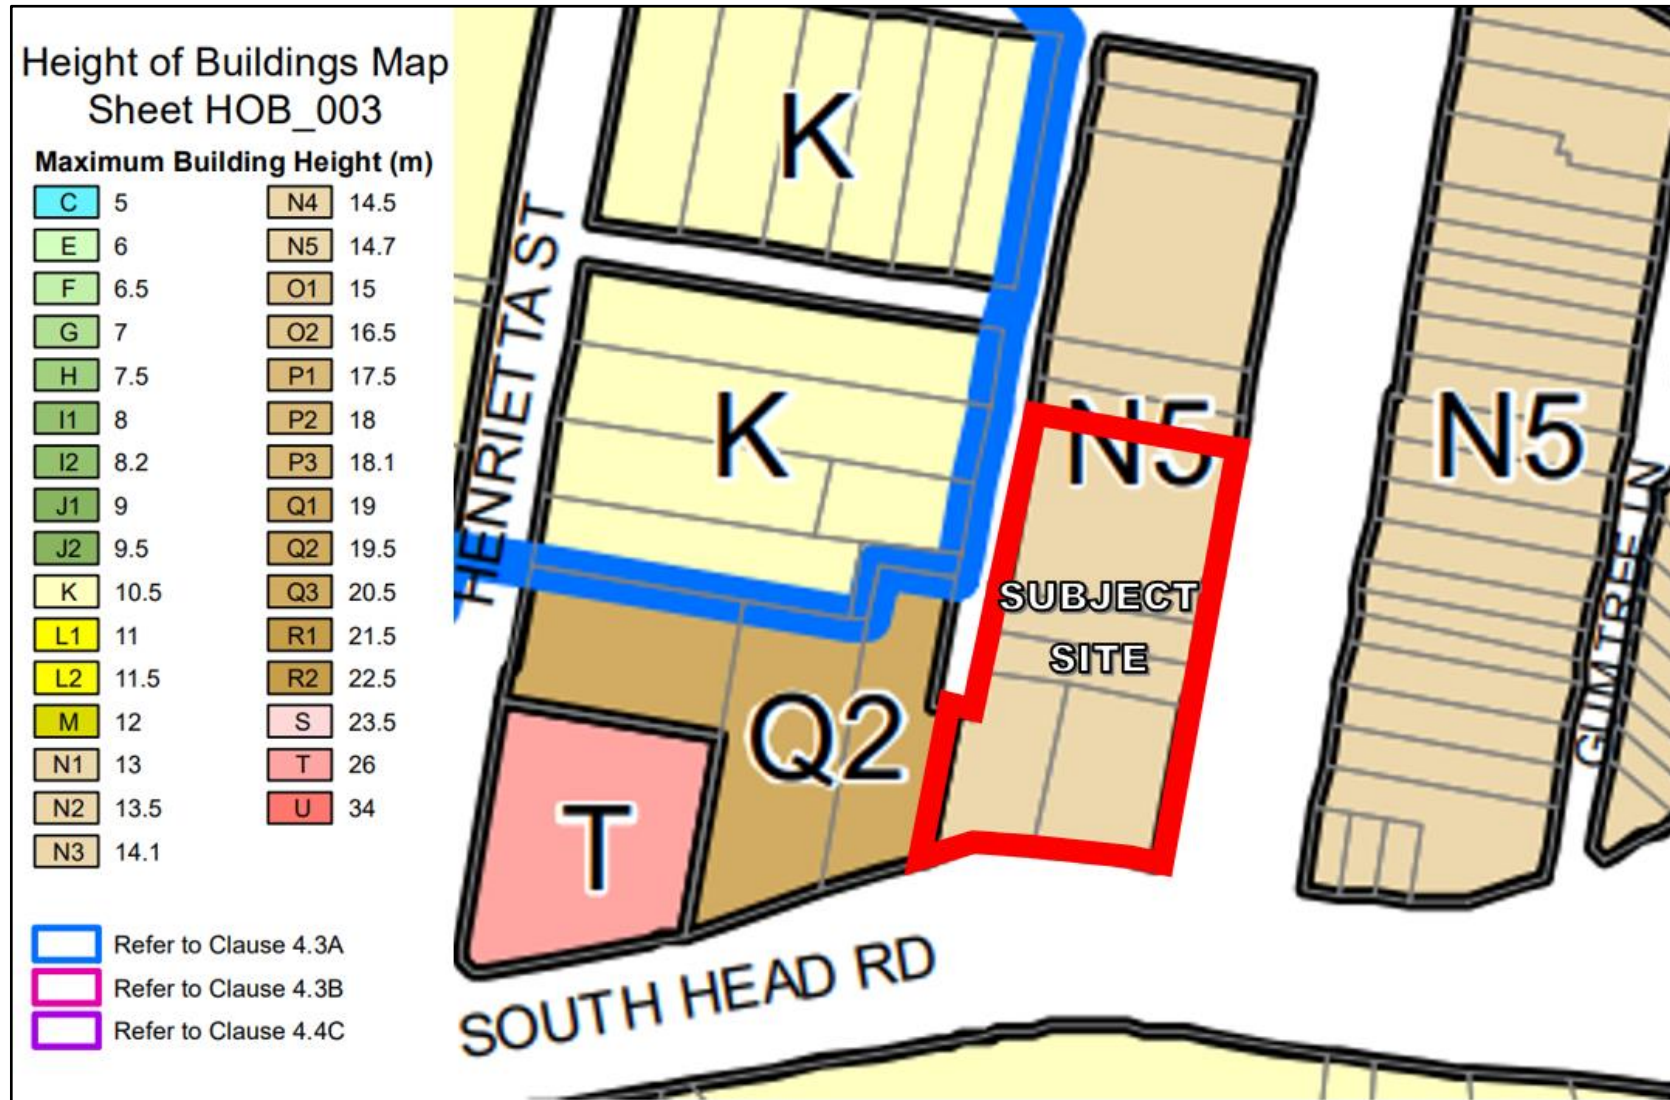 Height of Buildings Map
Sheet HOB_003
Maximum Building Height (m)
C 5
E 6
F 6.5
G 7
H 7.5
I1 8
I2 8.2
J1 9
J2 9.5
K 10.5
L1 11
L2 11.5
M 12
N1 13
N2 13.5
N3 14.1
N4 14.5
N5 14.7
O1 15
O2 16.5
P1 17.5
P2 18
P3 18.1
Q1 19
Q2 19.5
Q3 20.5
R1 21.5
R2 22.5
S 23.5
T 26
U 34
Refer to Clause 4.3A
Refer to Clause 4.3B
Refer to Clause 4.4C
K
HENRIETTA ST
K
N5
N5
GUMTREE LN
SUBJECT
SITE
Q2
T
SOUTH HEAD RD